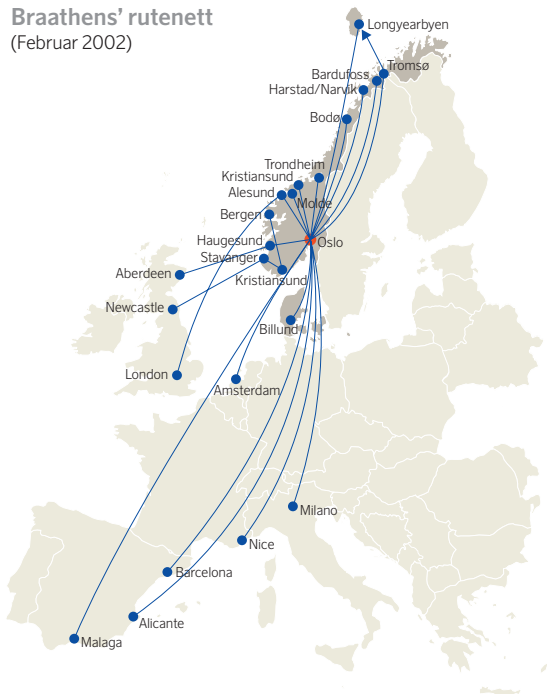 Braathens’ rutenett
(Februar 2002)
Longyearbyen
Tromsø
Bardufoss
Harstad/Narvik
Bodø
Trondheim
Kristiansund
Alesund
Molde
Bergen
Haugesund
Oslo
Stavanger
Aberdeen
Kristiansund
Newcastle
Billund
London
Amsterdam
Milano
Nice
Barcelona
Alicante
Malaga